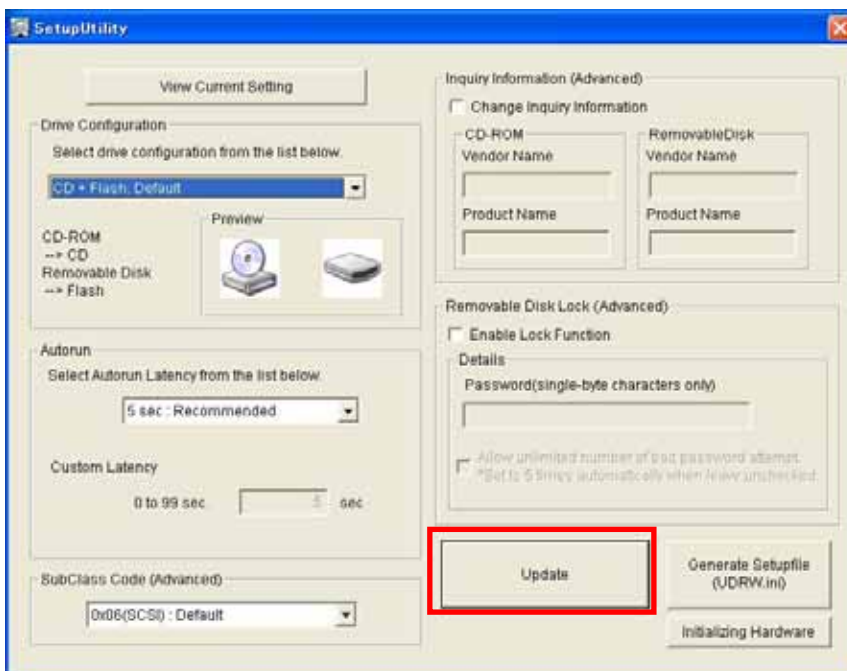 SetupUtility
View Current Setting
Drive Configuration
Select drive configuration from the list below.
CD + Flash: Default
Preview
CD-ROM
--> CD
Removable Disk
--> Flash
Autorun
Select Autorun Latency from the list below.
5 sec : Recommended
Custom Latency
0 to 99 sec
5
sec
SubClass Code (Advanced)
0x06(SCSI) : Default
Inquiry Information (Advanced)
Change Inquiry Information
CD-ROM
Vendor Name
Product Name
RemovableDisk
Vendor Name
Product Name
Removable Disk Lock (Advanced)
Enable Lock Function
Details
Password(single-byte characters only)
Allow unlimited number of bad password attempt.
*Set to 5 times automatically when leave unchecked.
Update
Generate Setupfile
(UDRW.ini)
Initializing Hardware